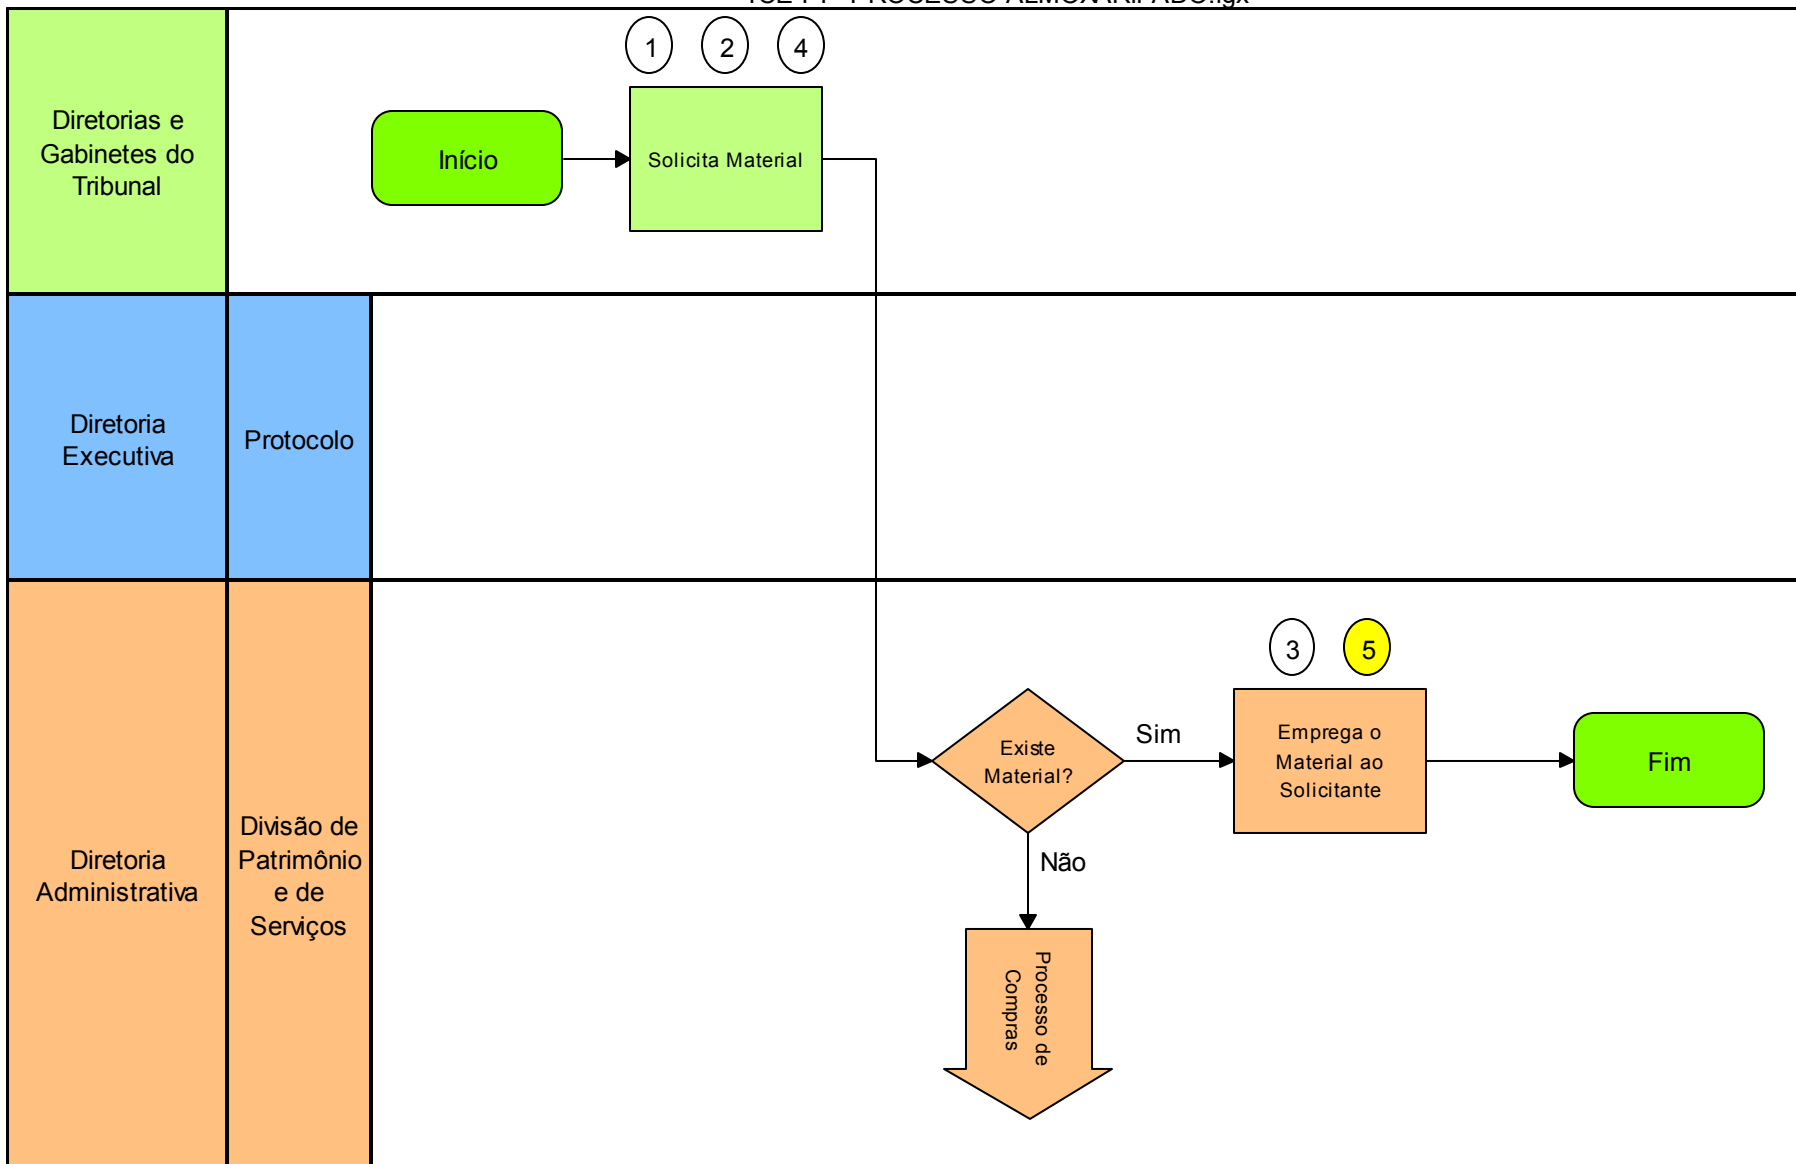 1 2 4
Diretorias e
Gabinetes do
Tribunal
Início
Solicita Material
Diretoria
Executiva
Protocolo
3 5
Existe
Material?
Sim
Emprega o
Material ao
Solicitante
Fim
Não
Diretoria
Administrativa
Divisão de
Patrimônio
e de
Serviços
Processo de
Compras